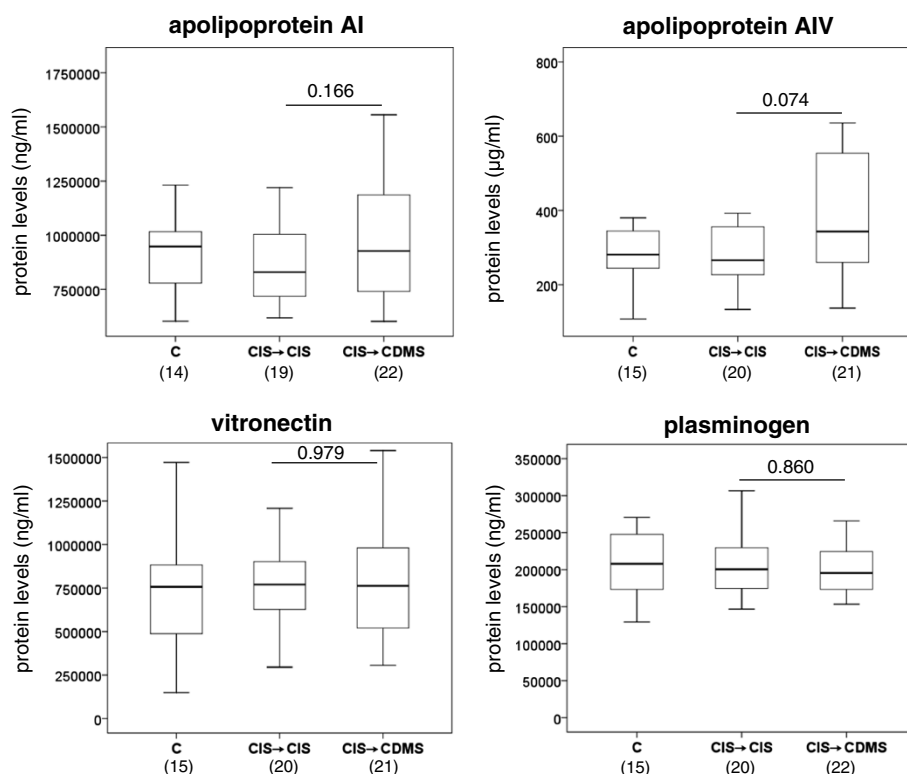 apolipoprotein AI
protein levels (ng/ml)
1750000
1500000
1250000
1000000
750000
0.166
C
CIS→CIS
CIS→CDMS
(14)
(19)
(22)
apolipoprotein AIV
protein levels (µg/ml)
800
600
400
200
0.074
C
CIS→CIS
CIS→CDMS
(15)
(20)
(21)
vitronectin
protein levels (ng/ml)
1500000
1250000
1000000
750000
500000
250000
0
0.979
C
CIS→CIS
CIS→CDMS
(15)
(20)
(21)
plasminogen
protein levels (ng/ml)
350000
300000
250000
200000
150000
100000
50000
0
0.860
C
CIS→CIS
CIS→CDMS
(15)
(20)
(22)